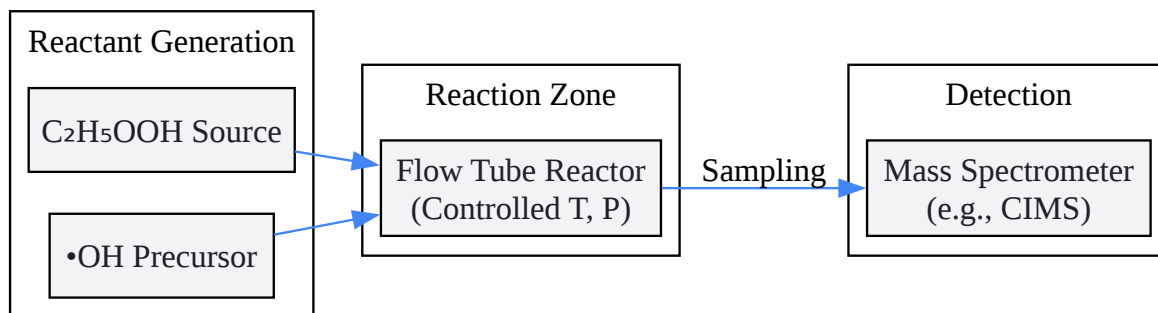 Reactant Generation
C₂H₅OOH Source
•OH Precursor
Reaction Zone
Flow Tube Reactor
(Controlled T, P)
Sampling
Detection
Mass Spectrometer
(e.g., CIMS)